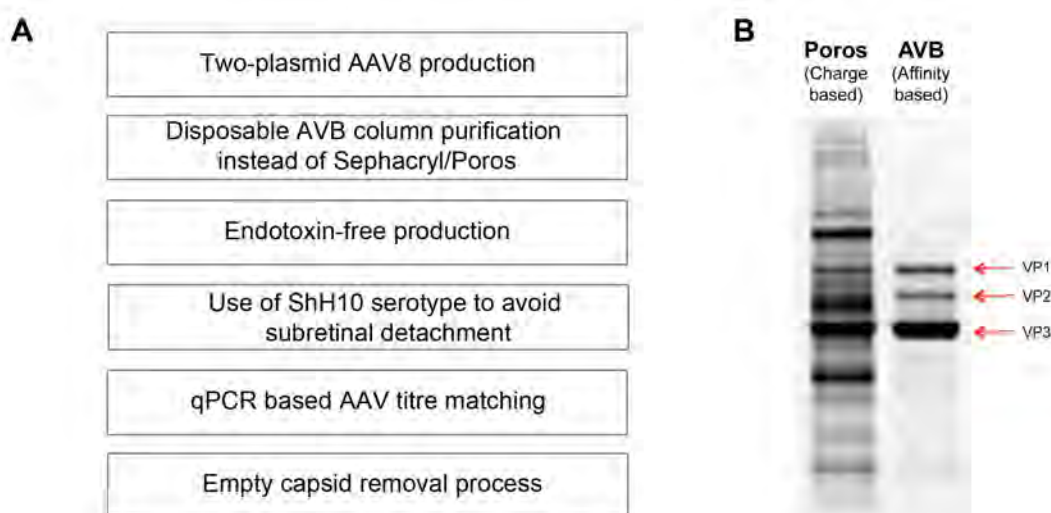 A
Two-plasmid AAV8 production
Disposable AVB column purification
instead of Sephacryl/Poros
Endotoxin-free production
Use of ShH10 serotype to avoid
subretinal detachment
qPCR based AAV titre matching
Empty capsid removal process
B
Poros AVB
(Charge (Affinity
based) based)
VP1
VP2
VP3